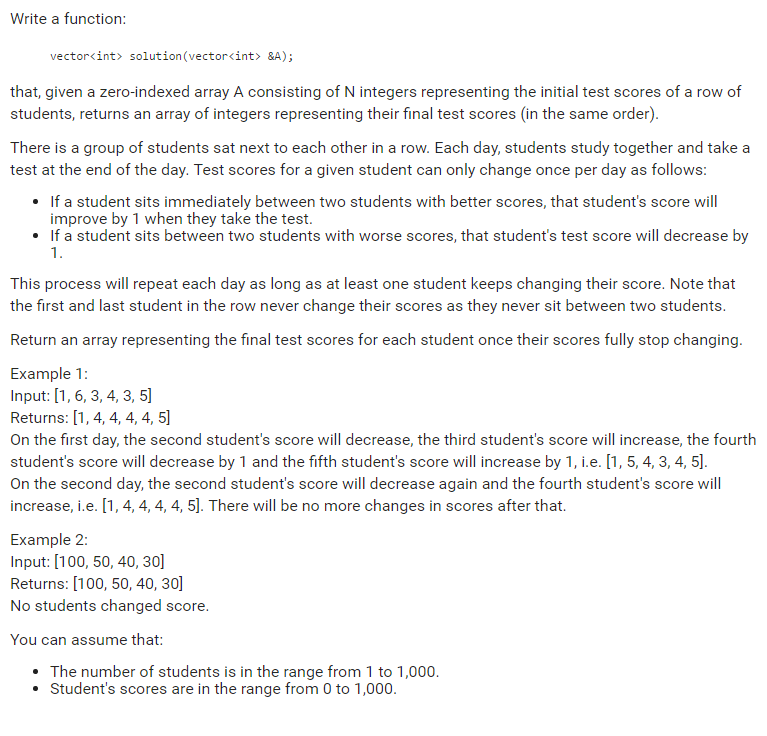 Write a function:
vector<int> solution(vector<int> &A);
that, given a zero-indexed array A consisting of N integers representing the initial test scores of a row of
students, returns an array of integers representing their final test scores (in the same order).
There is a group of students sat next to each other in a row. Each day, students study together and take a
test at the end of the day. Test scores for a given student can only change once per day as follows:
• If a student sits immediately between two students with better scores, that student's score will
improve by 1 when they take the test.
• If a student sits between two students with worse scores, that student's test score will decrease by
1.
This process will repeat each day as long as at least one student keeps changing their score. Note that
the first and last student in the row never change their scores as they never sit between two students.
Return an array representing the final test scores for each student once their scores fully stop changing.
Example 1:
Input: [1, 6, 3, 4, 3, 5]
Returns: [1, 4, 4, 4, 4, 5]
On the first day, the second student's score will decrease, the third student's score will increase, the fourth
student's score will decrease by 1 and the fifth student's score will increase by 1, i.e. [1, 5, 4, 3, 4, 5].
On the second day, the second student's score will decrease again and the fourth student's score will
increase, i.e. [1, 4, 4, 4, 4, 5]. There will be no more changes in scores after that.
Example 2:
Input: [100, 50, 40, 30]
Returns: [100, 50, 40, 30]
No students changed score.
You can assume that:
• The number of students is in the range from 1 to 1,000.
• Student's scores are in the range from 0 to 1,000.